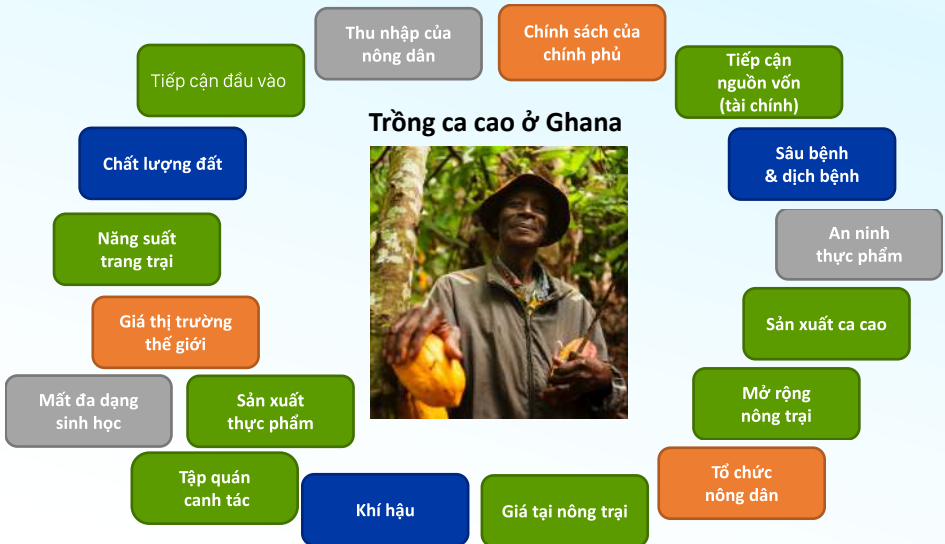 Thu nhập của
nông dân
Chính sách của
chính phủ
Tiếp cận đầu vào
Tiếp cận
nguồn vốn
(tài chính)
Trồng ca cao ở Ghana
Chất lượng đất
Sâu bệnh
& dịch bệnh
Năng suất
trang trại
An ninh
thực phẩm
Giá thị trường
thế giới
Sản xuất ca cao
Mất đa dạng
sinh học
Sản xuất
thực phẩm
Mở rộng
nông trại
Tập quán
canh tác
Khí hậu
Giá tại nông trại
Tổ chức
nông dân